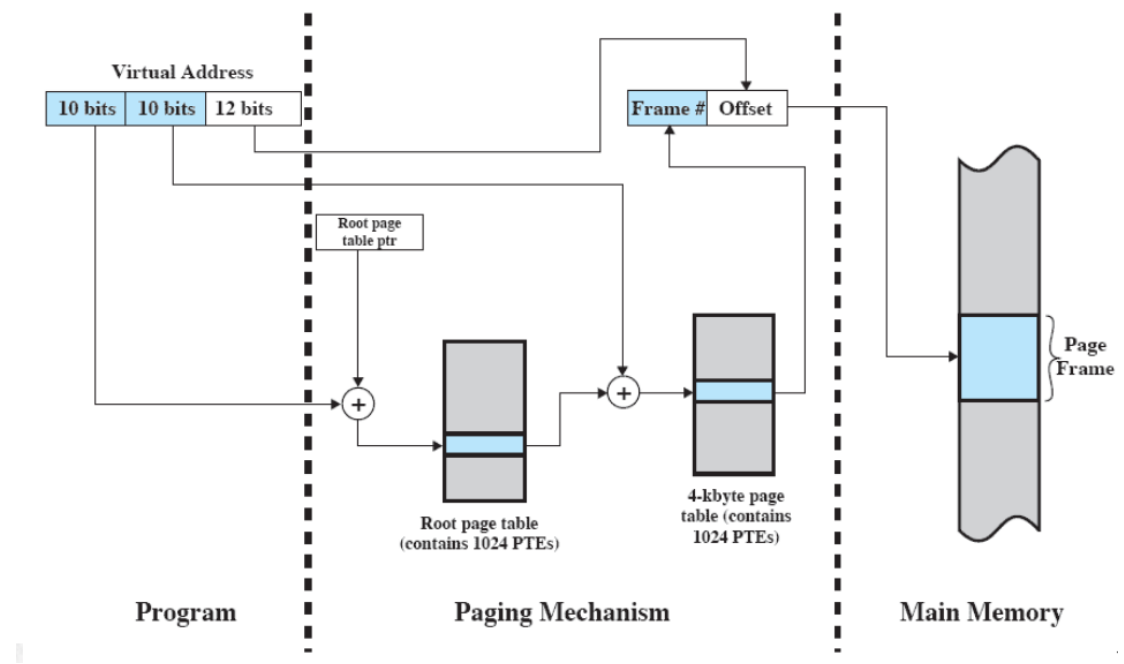 Virtual Address
10 bits 10 bits 12 bits
Frame # Offset
Root page
table ptr
+
+
Page
Frame
Root page table
(contains 1024 PTEs)
4-kbyte page
table (contains
1024 PTEs)
Program
Paging Mechanism
Main Memory